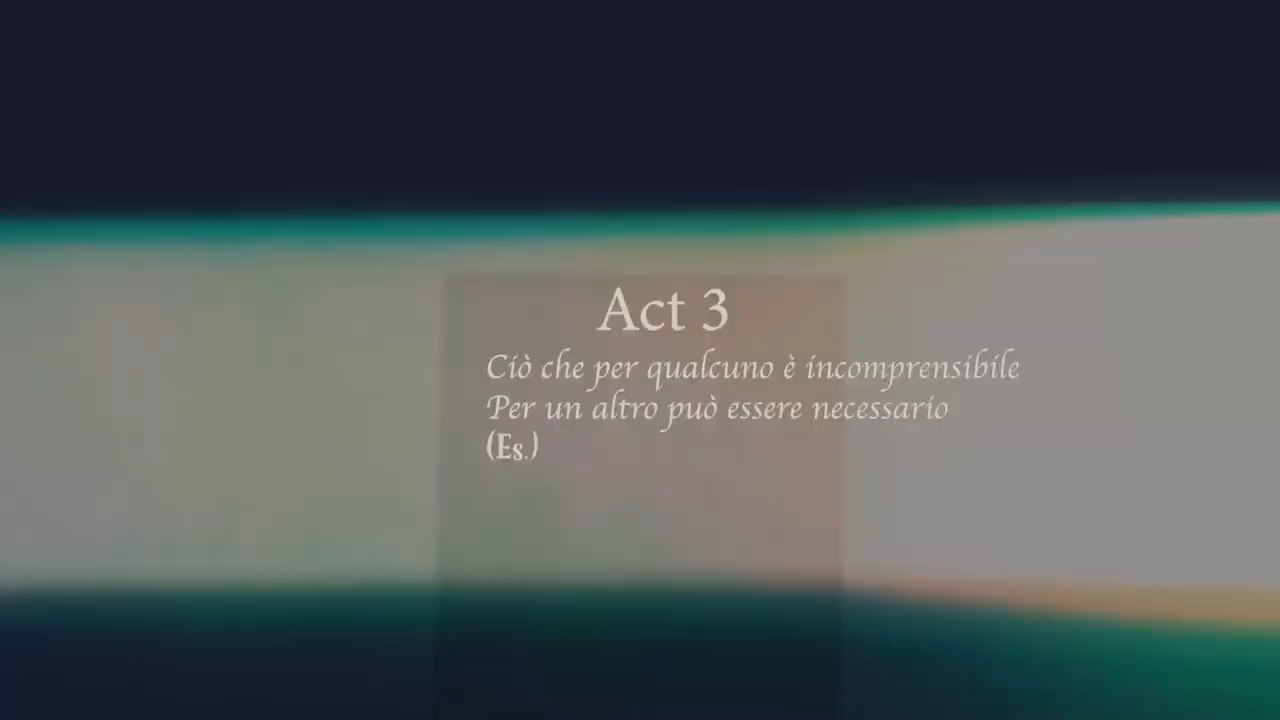 Act 3
Ciò che per qualcuno è incomprensibile
Per un altro può essere necessario
(Es.)